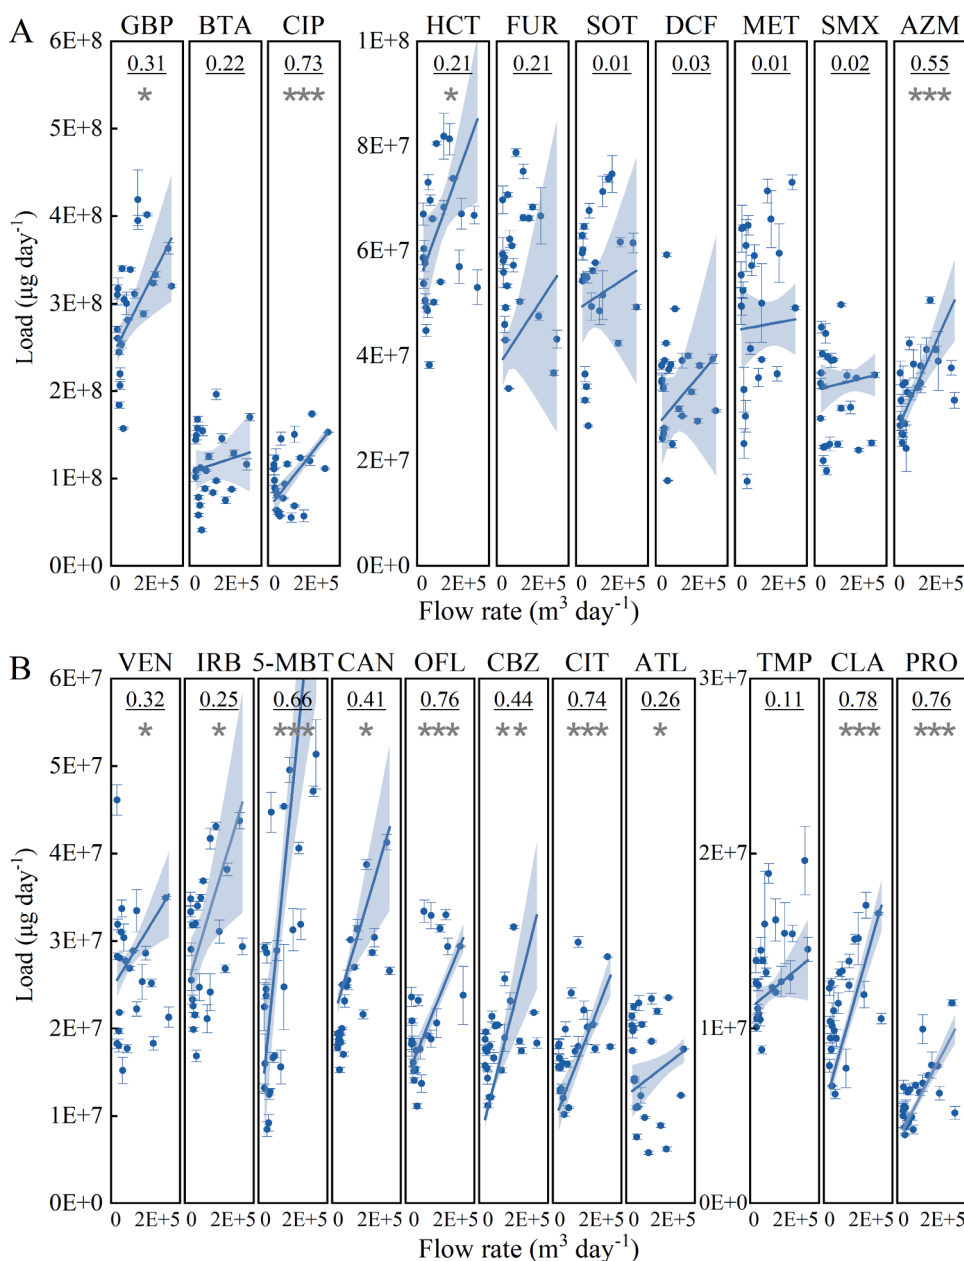 A
GBP BTA CIP HCT FUR SOT DCF MET SMX AZM
0.31 0.22 0.73 0.21 0.21 0.01 0.03 0.01 0.02 0.55
* *** * ***
6E+8
5E+8
4E+8
3E+8
2E+8
1E+8
0E+0
1E+8
8E+7
6E+7
4E+7
2E+7
0E+0
Load (µg day⁻¹)
0 2E+5 0 2E+5 0 2E+5 0 2E+5 0 2E+5 0 2E+5 0 2E+5 0 2E+5 0 2E+5 0 2E+5
Flow rate (m³ day⁻¹)
B
VEN IRB 5-MBT CAN OFL CBZ CIT ATL TMP CLA PRO
0.32 0.25 0.66 0.41 0.76 0.44 0.74 0.26 0.11 0.78 0.76
* * *** * *** ** *** * *** ***
6E+7
5E+7
4E+7
3E+7
2E+7
1E+7
0E+0
3E+7
2E+7
1E+7
0E+0
Load (µg day⁻¹)
0 2E+5 0 2E+5 0 2E+5 0 2E+5 0 2E+5 0 2E+5 0 2E+5 0 2E+5 0 2E+5 0 2E+5 0 2E+5
Flow rate (m³ day⁻¹)